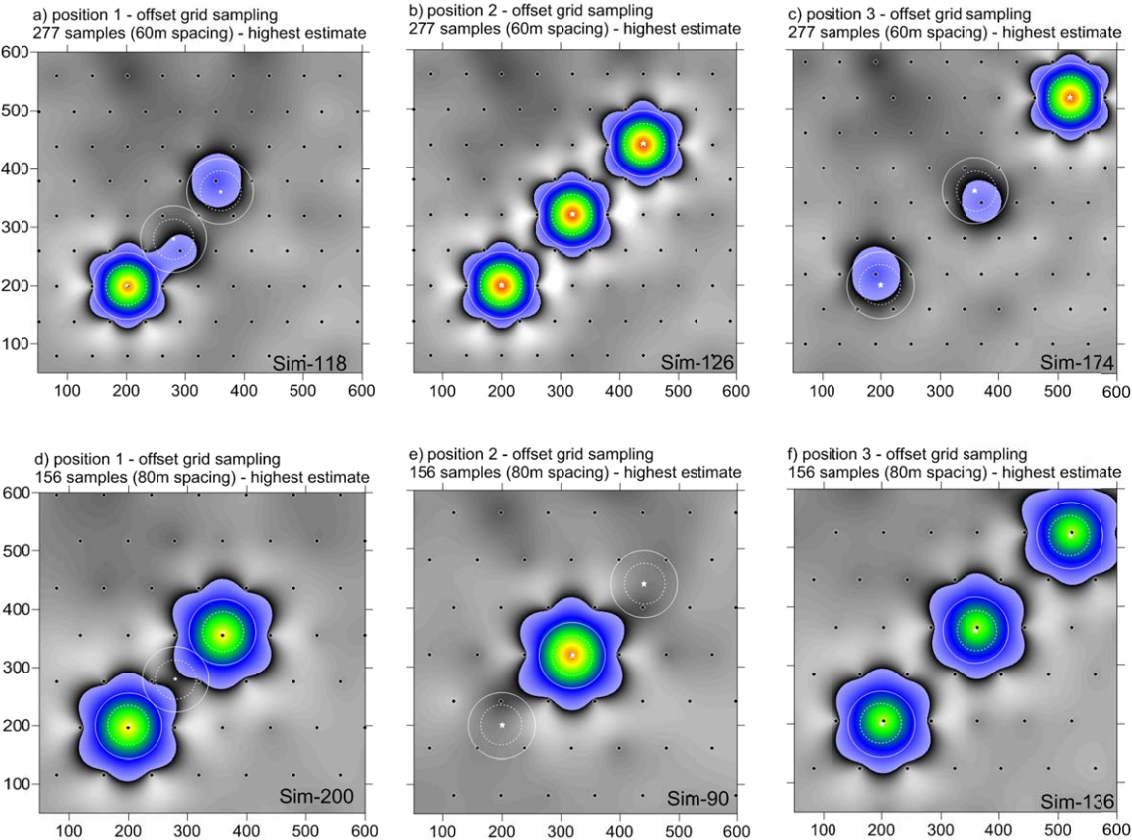 a) position 1 - offset grid sampling
277 samples (60m spacing) - highest estimate
b) position 2 - offset grid sampling
277 samples (60m spacing) - highest estimate
c) position 3 - offset grid sampling
277 samples (60m spacing) - highest estimate
600
500
400
300
200
100
Sim-118
Sim-126
Sim-174
100 200 300 400 500 600
100 200 300 400 500 600
100 200 300 400 500 600
d) position 1 - offset grid sampling
156 samples (80m spacing) - highest estimate
e) position 2 - offset grid sampling
156 samples (80m spacing) - highest estimate
f) position 3 - offset grid sampling
156 samples (80m spacing) - highest estimate
600
500
400
300
200
100
Sim-200
Sim-90
Sim-136
100 200 300 400 500 600
100 200 300 400 500 600
100 200 300 400 500 600